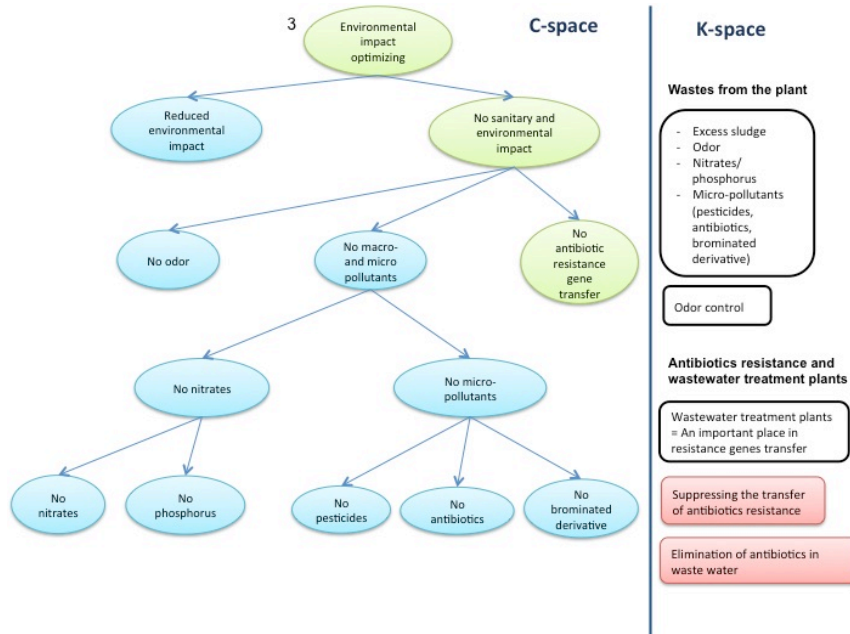 3
Environmental
impact
optimizing
C-space
K-space
Reduced
environmental
impact
No sanitary and
environmental
impact
No odor
No macro-
and micro
pollutants
No
antibiotic
resistance
gene
transfer
No nitrates
No micro-
pollutants
No
nitrates
No
phosphorus
No
pesticides
No
antibiotics
No
brominated
derivative
Wastes from the plant
- Excess sludge
- Odor
- Nitrates/
phosphorus
- Micro-pollutants
(pesticides,
antibiotics,
brominated
derivative)
Odor control
Antibiotics resistance and
wastewater treatment plants
Wastewater treatment plants
= An important place in
resistance genes transfer
Suppressing the transfer
of antibiotics resistance
Elimination of antibiotics in
waste water